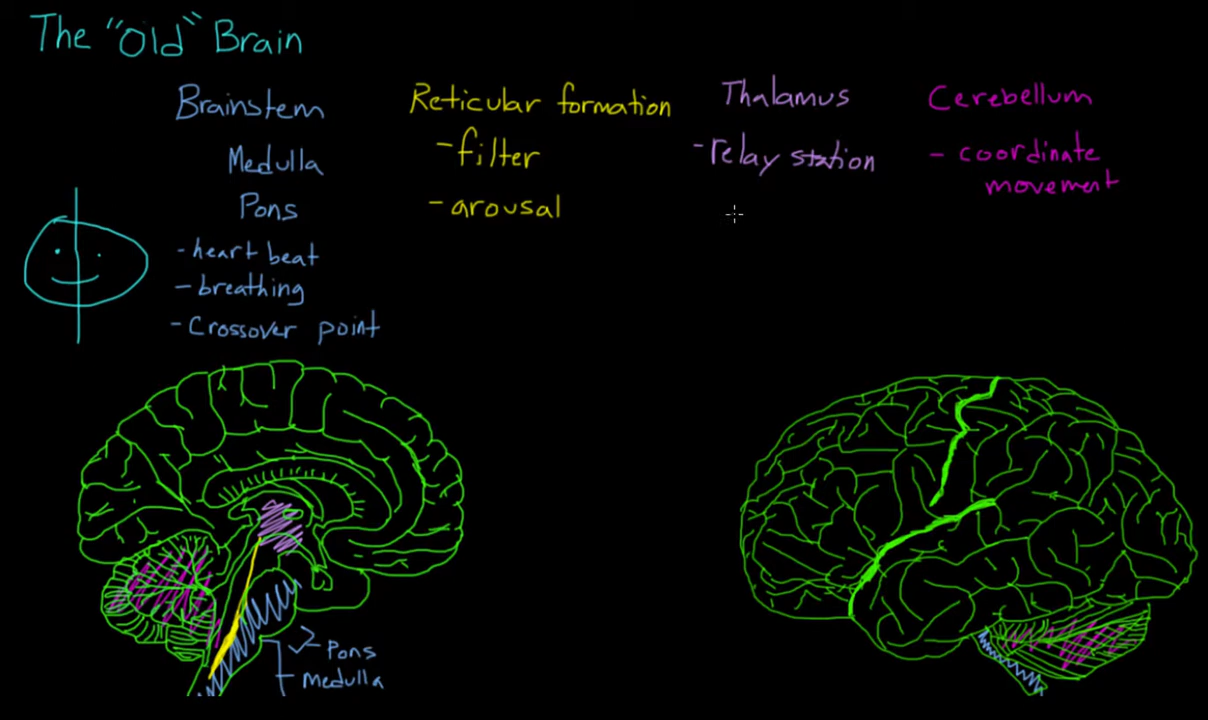 The "Old" Brain
Brainstem
Medulla
Pons
- heart beat
- breathing
- Crossover point
Reticular formation
- filter
- arousal
Thalamus
- relay station
Cerebellum
- coordinate
movement
Pons
medulla